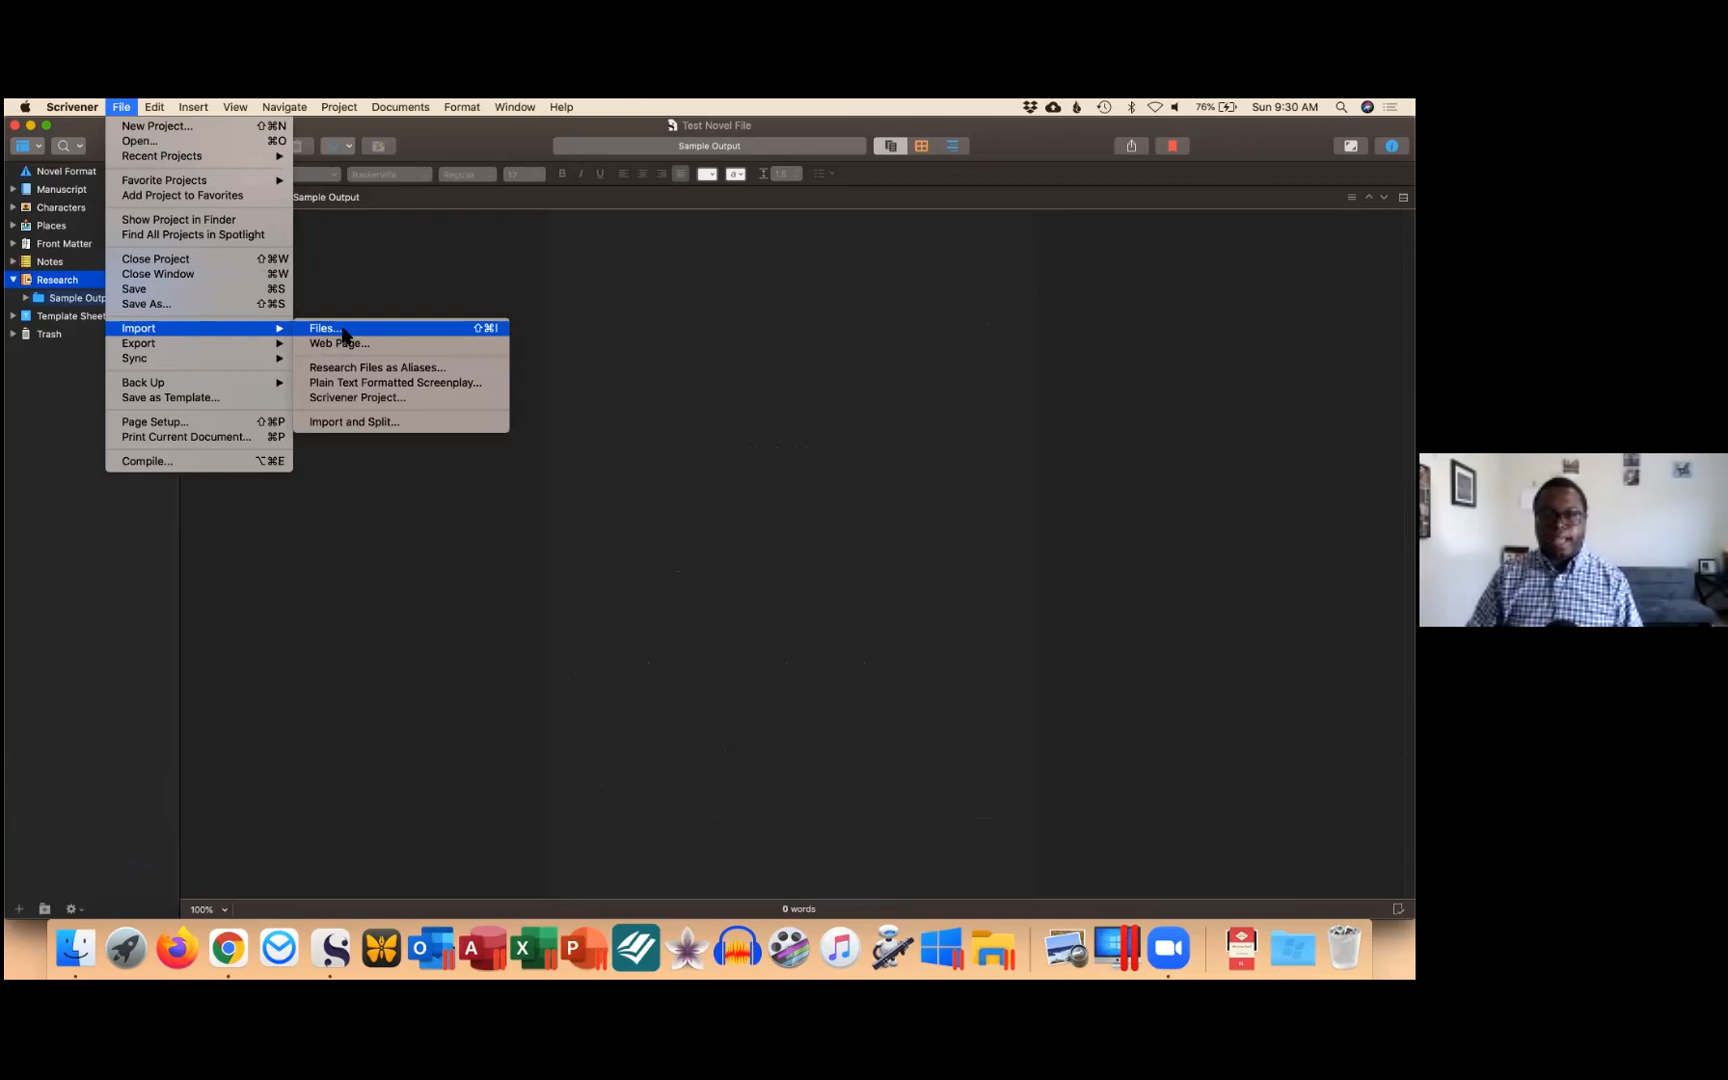 Scrivener File Edit Insert View Navigate Project Documents Format Window Help 76% Sun 9:30 AM
Test Novel File
Sample Output
Baskerville Regular 12 B I U a 1.6
Sample Output
Novel Format
Manuscript
Characters
Places
Front Matter
Notes
Research
Sample Outp
Template Sheet
Trash
New Project... ⇧⌘N
Open... ⌘O
Recent Projects
Favorite Projects
Add Project to Favorites
Show Project in Finder
Find All Projects in Spotlight
Close Project ⇧⌘W
Close Window ⌘W
Save ⌘S
Save As... ⇧⌘S
Import
Export
Sync
Back Up
Save as Template...
Page Setup... ⇧⌘P
Print Current Document... ⌘P
Compile... ⌥⌘E
Files... ⇧⌘I
Web Page...
Research Files as Aliases...
Plain Text Formatted Screenplay...
Scrivener Project...
Import and Split...
100% 0 words
O A X P